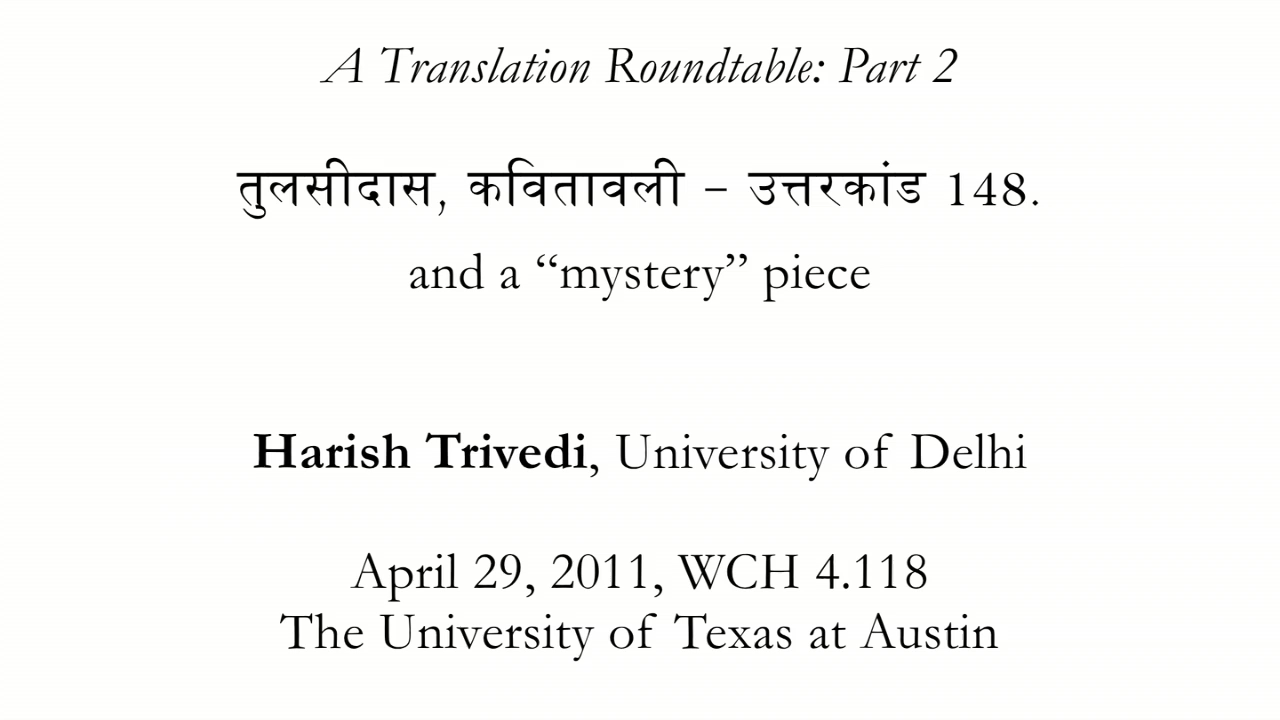 A Translation Roundtable: Part 2
तुलसीदास, कवितावली – उत्तरकांड 148.
and a “mystery” piece
Harish Trivedi, University of Delhi
April 29, 2011, WCH 4.118
The University of Texas at Austin